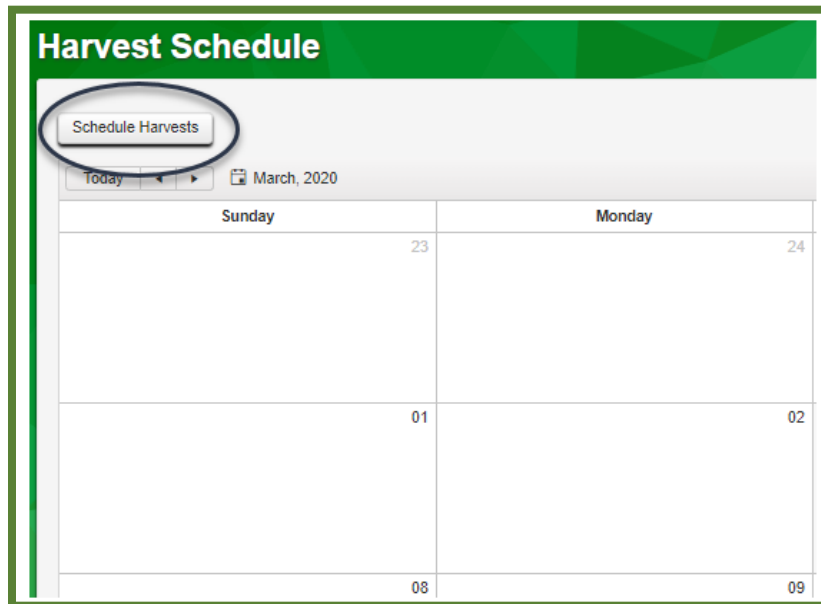 Harvest Schedule
Schedule Harvests
Today March, 2020
Sunday Monday
23 24
01 02
08 09